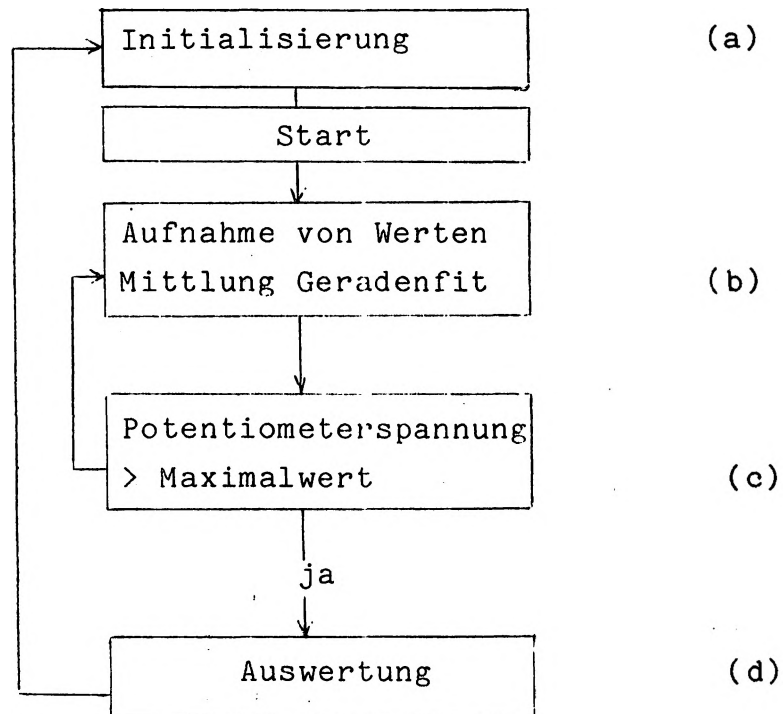 Initialisierung (a)
Start
Aufnahme von Werten
Mittlung Geradenfit (b)
Potentiometerspannung
> Maximalwert (c)
ja
Auswertung (d)